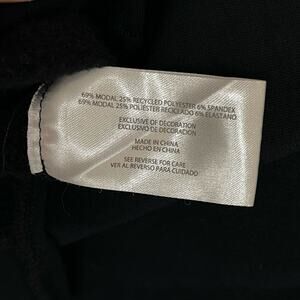 69% MODAL 25% RECYCLED POLYESTER 6% SPANDEX
69% MODAL 25% POLIÉSTER RECICLADO 6% ELASTANO
EXCLUSIVE OF DECORATION
EXCLUSIVO DE DECORACION
MADE IN CHINA
HECHO EN CHINA
SEE REVERSE FOR CARE
VER AL REVERSO PARA CUIDADO